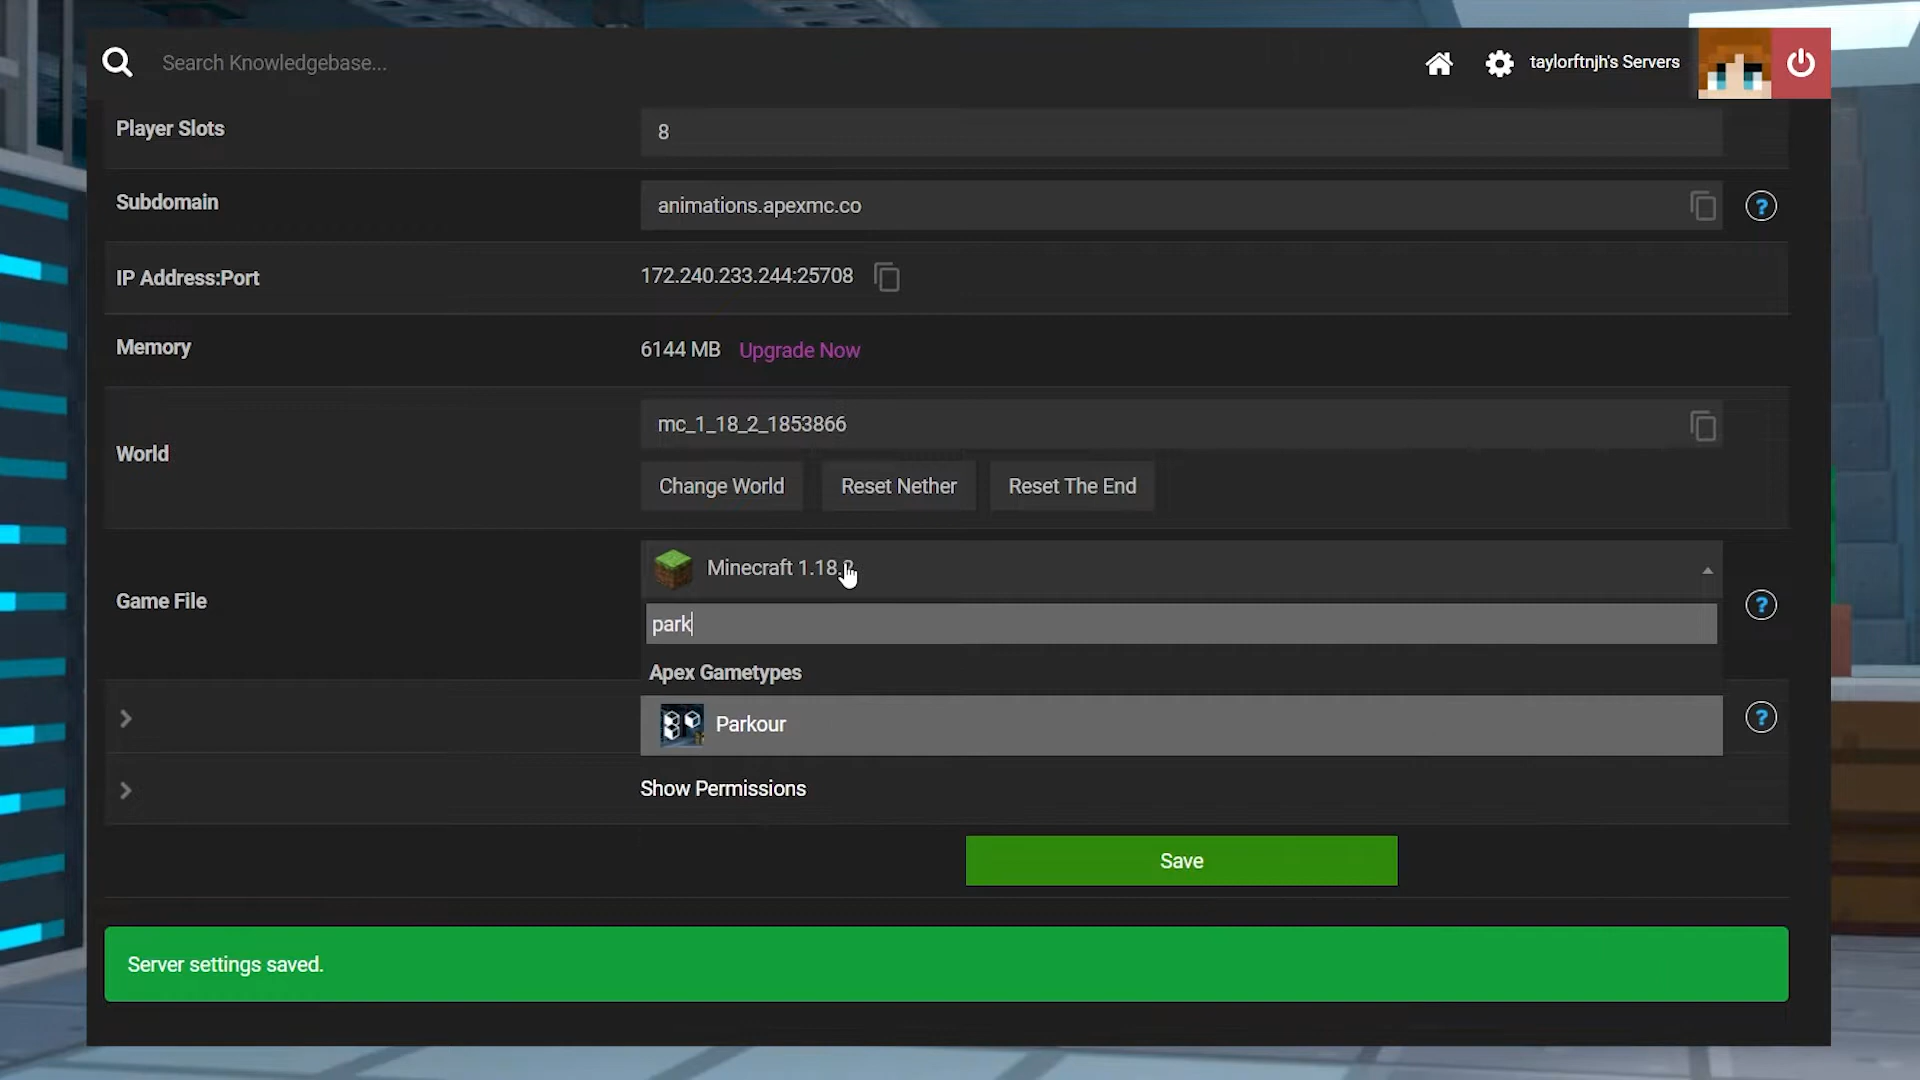 Search Knowledgebase...
taylorftnjh's Servers
Player Slots
8
Subdomain
animations.apexmc.co
?
IP Address:Port
172.240.233.244:25708
Memory
6144 MB Upgrade Now
World
mc_1_18_2_1853866
Change World
Reset Nether
Reset The End
Game File
Minecraft 1.18.2
?
park
Apex Gametypes
Parkour
?
Show Permissions
Save
Server settings saved.